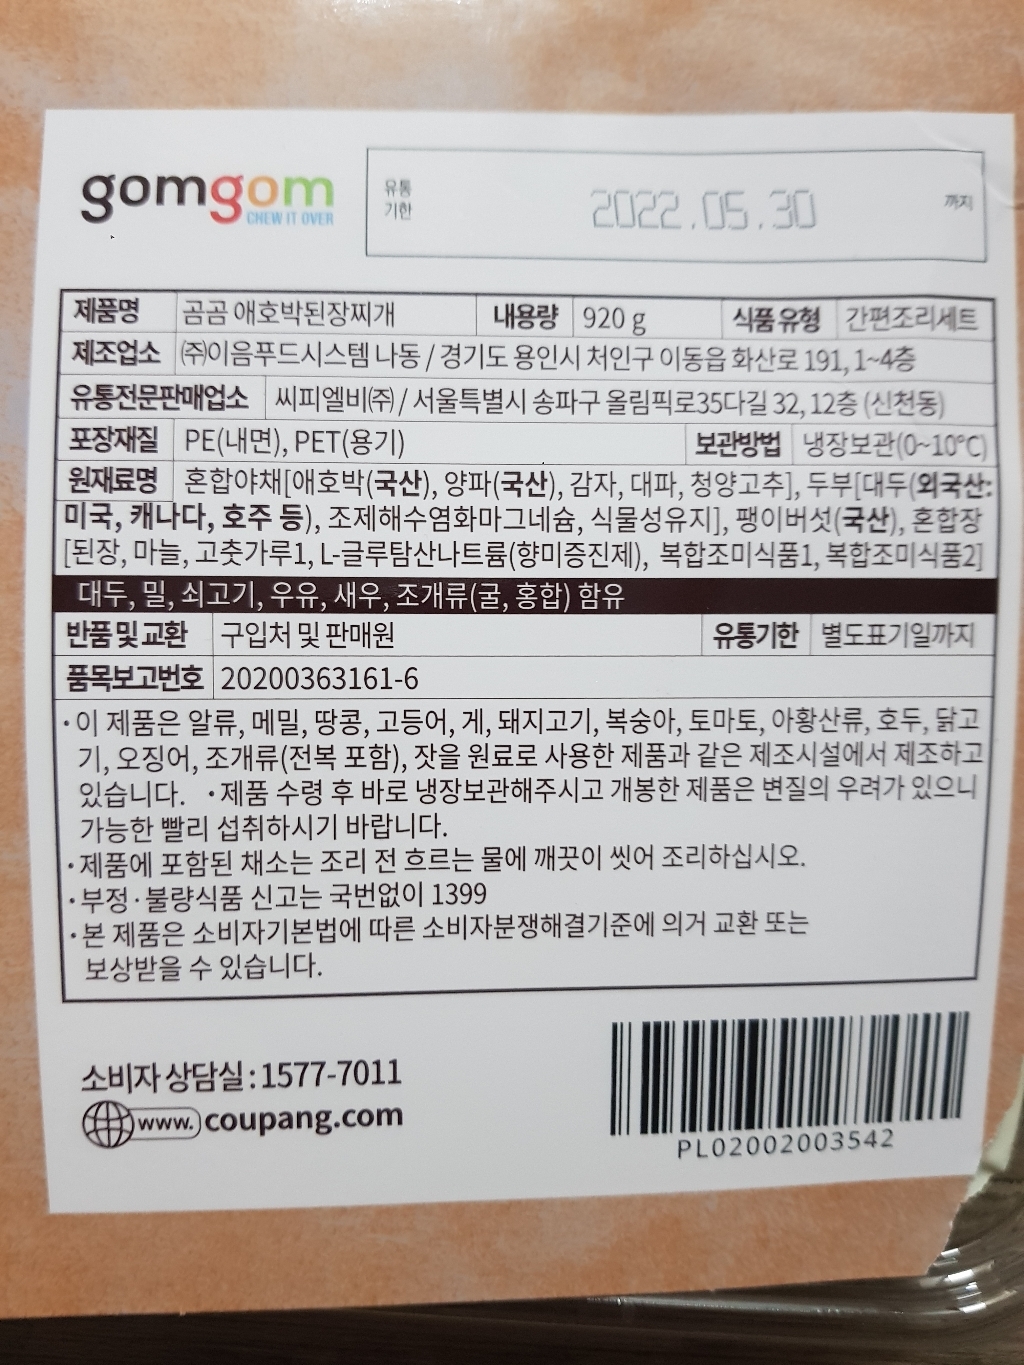 gomgom
CHEW IT OVER
유통
기한
2022.05.30
까지
제품명 곰곰 애호박된장찌개 내용량 920 g 식품 유형 간편조리세트
제조업소 ㈜이음푸드시스템 나동 / 경기도 용인시 처인구 이동읍 화산로 191, 1~4층
유통전문판매업소 씨피엘비㈜ / 서울특별시 송파구 올림픽로35다길 32, 12층 (신천동)
포장재질 PE(내면), PET(용기) 보관방법 냉장보관(0~10℃)
원재료명 혼합야채[애호박(국산), 양파(국산), 감자, 대파, 청양고추], 두부[대두(외국산:
미국, 캐나다, 호주 등), 조제해수염화마그네슘, 식물성유지], 팽이버섯(국산), 혼합장
[된장, 마늘, 고춧가루1, L-글루탐산나트륨(향미증진제), 복합조미식품1, 복합조미식품2]
대두, 밀, 쇠고기, 우유, 새우, 조개류(굴, 홍합) 함유
반품 및 교환 구입처 및 판매원 유통기한 별도표기일까지
품목보고번호 20200363161-6
·이 제품은 알류, 메밀, 땅콩, 고등어, 게, 돼지고기, 복숭아, 토마토, 아황산류, 호두, 닭고
기, 오징어, 조개류(전복 포함), 잣을 원료로 사용한 제품과 같은 제조시설에서 제조하고
있습니다. ·제품 수령 후 바로 냉장보관해주시고 개봉한 제품은 변질의 우려가 있으니
가능한 빨리 섭취하시기 바랍니다.
·제품에 포함된 채소는 조리 전 흐르는 물에 깨끗이 씻어 조리하십시오.
·부정·불량식품 신고는 국번없이 1399
·본 제품은 소비자기본법에 따른 소비자분쟁해결기준에 의거 교환 또는
보상받을 수 있습니다.
소비자 상담실 : 1577-7011
www. coupang.com
PL02002003542